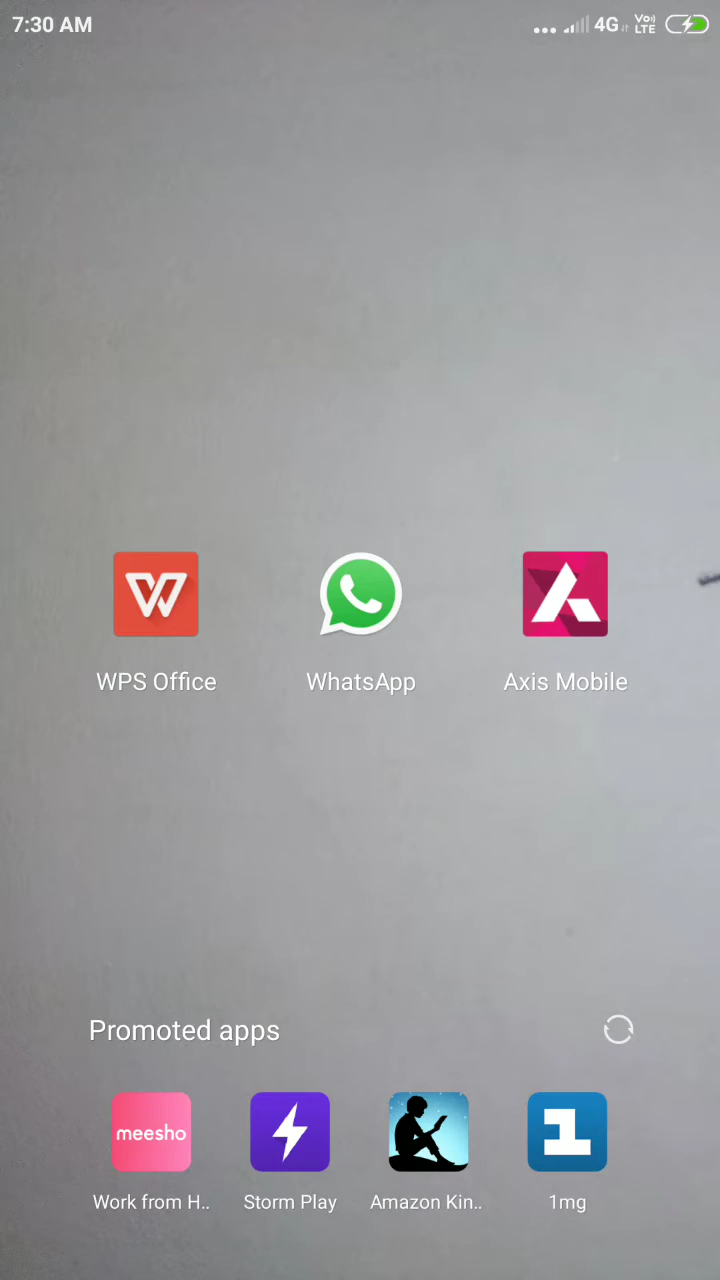 7:30 AM
4G
Vo
LTE
WPS Office
WhatsApp
Axis Mobile
Promoted apps
meesho
Work from H..
Storm Play
Amazon Kin..
1mg